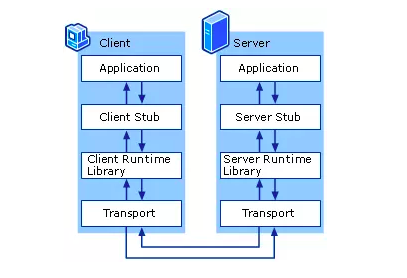 Client
Application
Client Stub
Client Runtime
Library
Transport
Server
Application
Server Stub
Server Runtime
Library
Transport